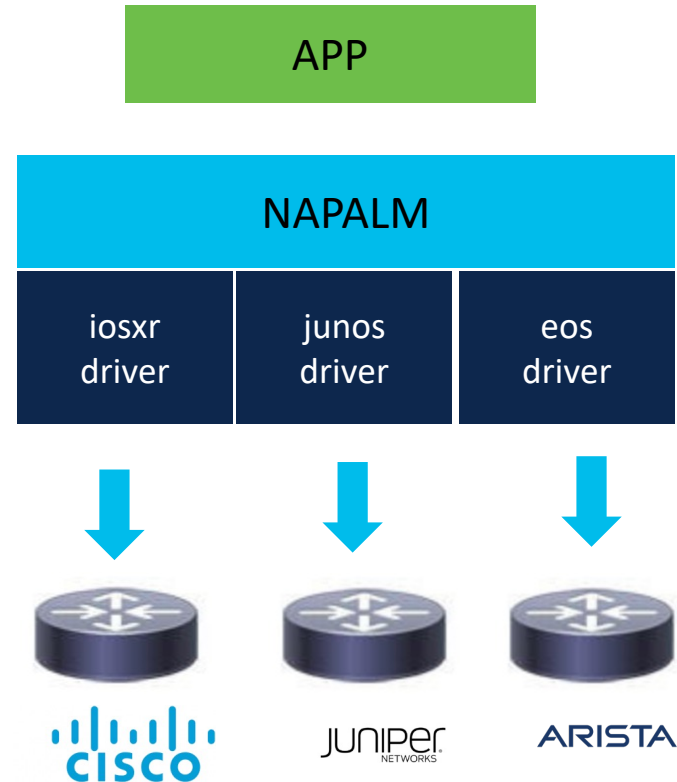 APP
NAPALM
iosxr
driver
junos
driver
eos
driver
CISCO
JUNIPER
NETWORKS
ARISTA